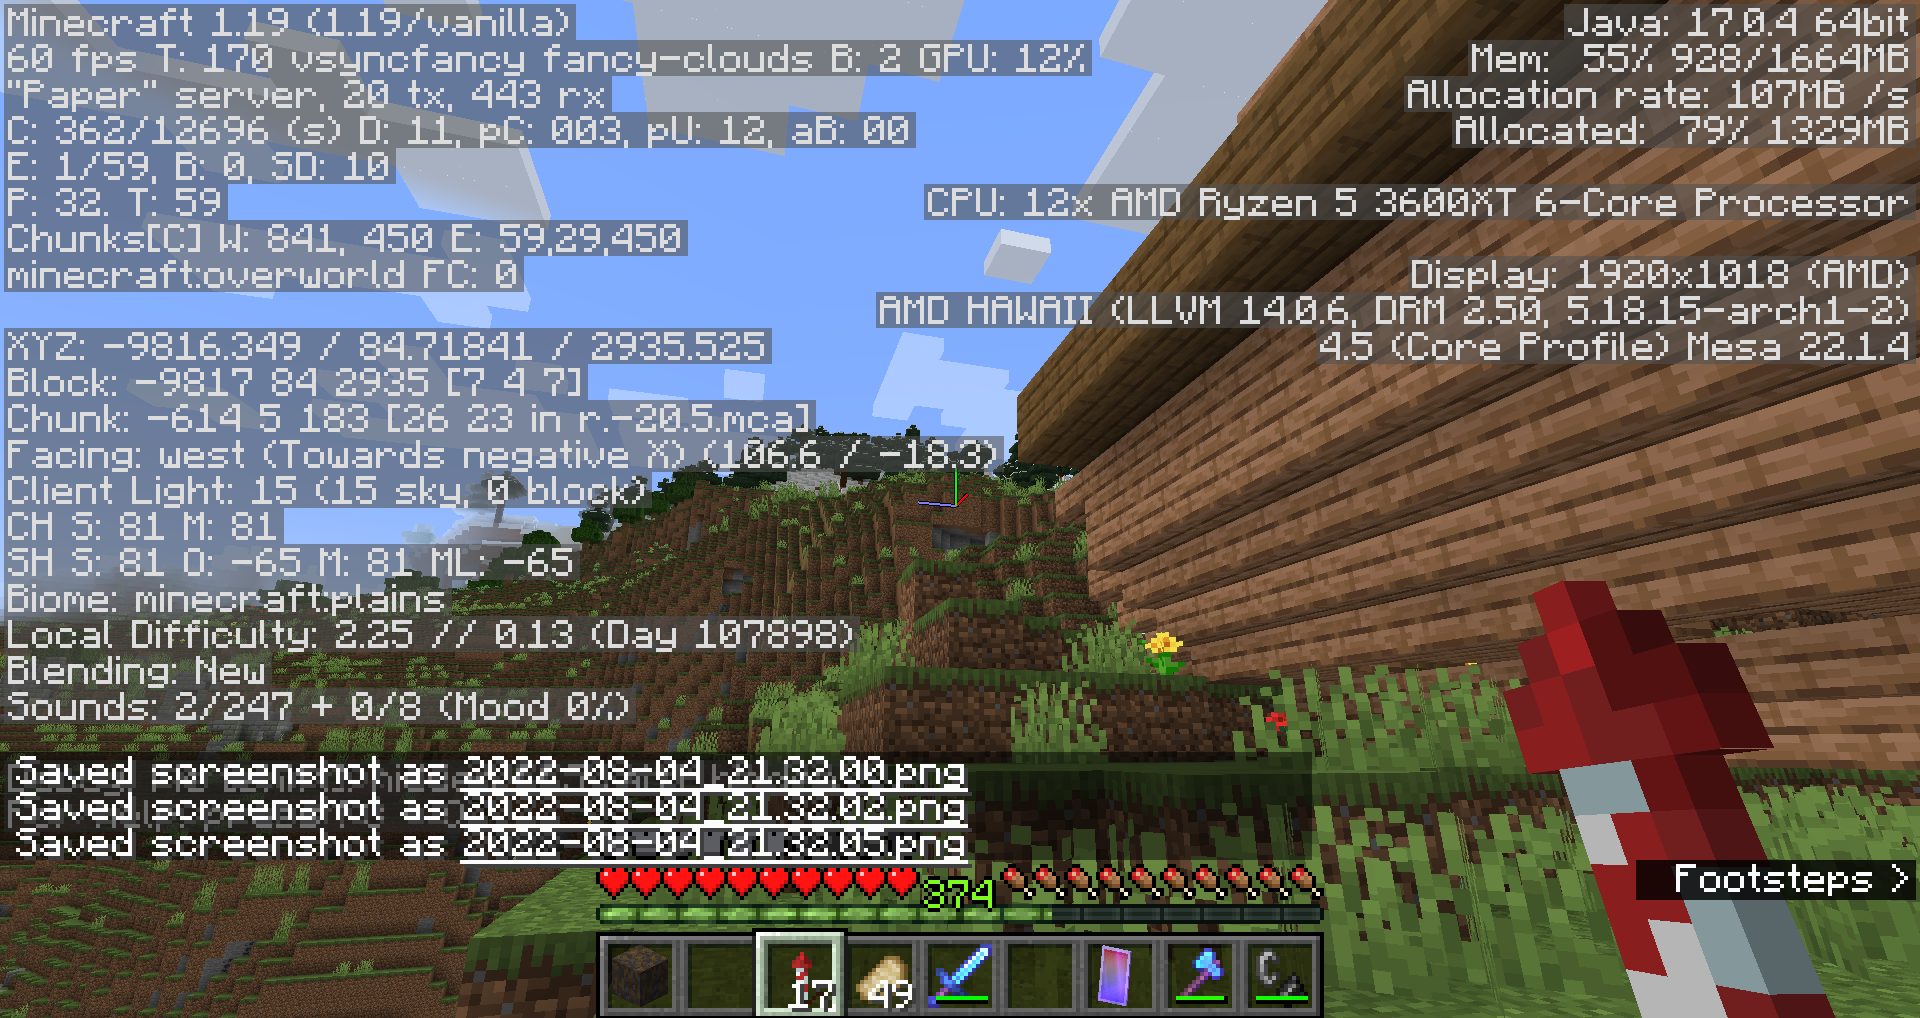 Minecraft 1.19 (1.19/vanilla)
60 fps T: 170 vsyncfancy fancy-clouds B: 2 GPU: 12%
"Paper" server, 20 tx, 443 rx
C: 362/12696 (s) D: 11, pC: 003, pU: 12, aB: 00
E: 1/59, B: 0, SD: 10
P: 32. T: 59
Chunks[C] W: 841, 450 E: 59,29,450
minecraft:overworld FC: 0
XYZ: -9816.349 / 84.71841 / 2935.525
Block: -9817 84 2935 [7 4 7]
Chunk: -614 5 183 [26 23 in r.-20.5.mca]
Facing: west (Towards negative X) (106.6 / -18.3)
Client Light: 15 (15 sky, 0 block)
CH S: 81 M: 81
SH S: 81 O: -65 M: 81 ML: -65
Biome: minecraft:plains
Local Difficulty: 2.25 // 0.13 (Day 107898)
Blending: New
Sounds: 2/247 + 0/8 (Mood 0%)
Java: 17.0.4 64bit
Mem: 55% 928/1664MB
Allocation rate: 107MB /s
Allocated: 79% 1329MB
CPU: 12x AMD Ryzen 5 3600XT 6-Core Processor
Display: 1920x1018 (AMD)
AMD HAWAII (LLVM 14.0.6, DRM 2.50, 5.18.15-arch1-2)
4.5 (Core Profile) Mesa 22.1.4
Saved screenshot as 2022-08-04_21.32.00.png
Saved screenshot as 2022-08-04_21.32.02.png
Saved screenshot as 2022-08-04_21.32.05.png
Footsteps >
374
17
49